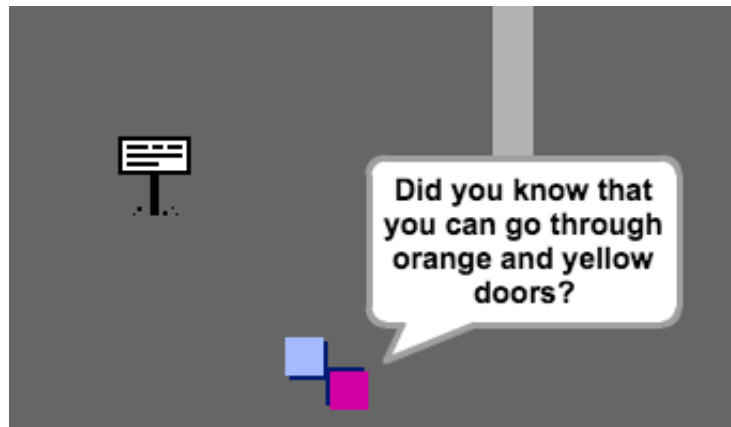 Did you know that
you can go through
orange and yellow
doors?